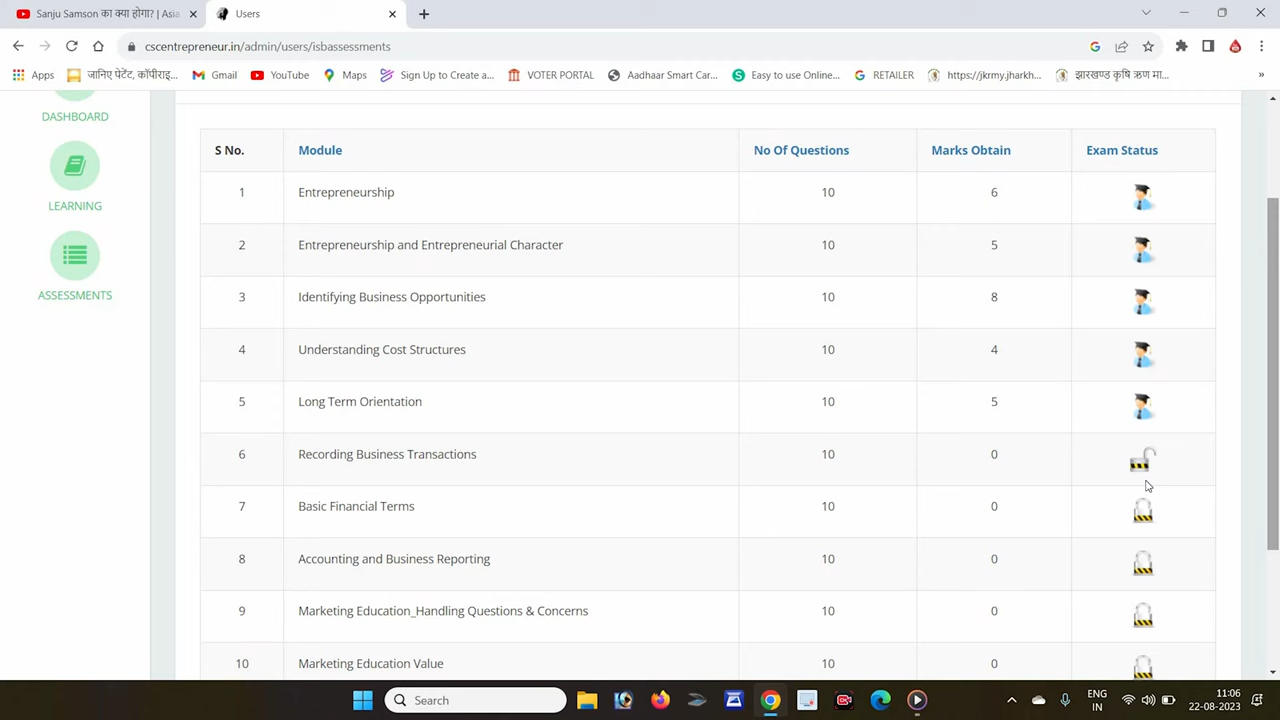 Sanju Samson का क्या होगा? | Asia
Users
cscentrepreneur.in/admin/users/isbassessments
Apps
जानिए पेटेंट, कॉपीराइ...
Gmail
YouTube
Maps
Sign Up to Create a...
VOTER PORTAL
Aadhaar Smart Car...
Easy to use Online...
RETAILER
https://jkrmy.jharkh...
झारखण्ड कृषि ऋण मा...
»
DASHBOARD
LEARNING
ASSESSMENTS
S No. Module No Of Questions Marks Obtain Exam Status
1 Entrepreneurship 10 6
2 Entrepreneurship and Entrepreneurial Character 10 5
3 Identifying Business Opportunities 10 8
4 Understanding Cost Structures 10 4
5 Long Term Orientation 10 5
6 Recording Business Transactions 10 0
7 Basic Financial Terms 10 0
8 Accounting and Business Reporting 10 0
9 Marketing Education_Handling Questions & Concerns 10 0
10 Marketing Education Value 10 0
Search
ENG
IN
11:06
22-08-2023